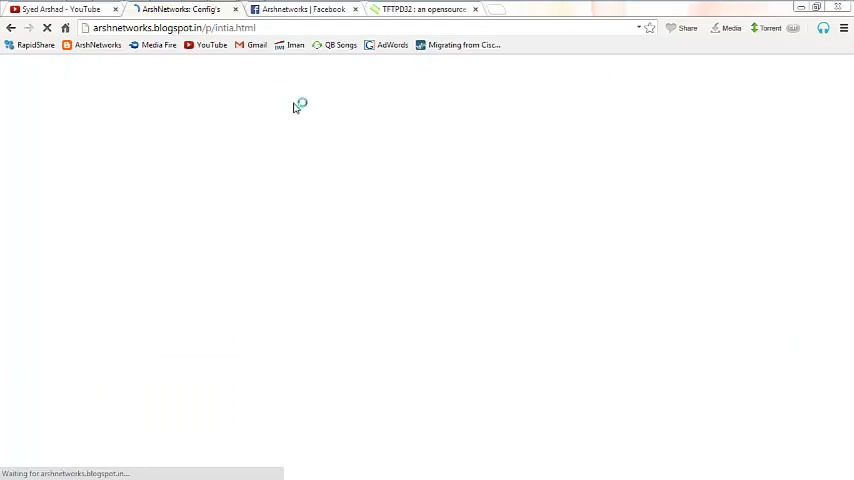 Syed Arshad - YouTube
ArshNetworks: Config's
Arshnetworks | Facebook
TFTPD32 : an opensource
arshnetworks.blogspot.in/p/intia.html
Share
Media
Torrent
RapidShare
ArshNetworks
Media Fire
YouTube
Gmail
Iman
QB Songs
AdWords
Migrating from Cisc...
Waiting for arshnetworks.blogspot.in...